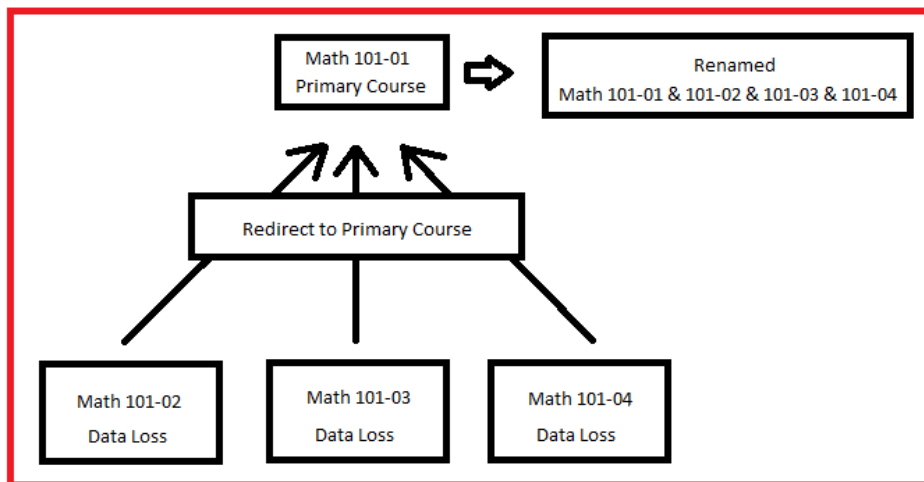 Math 101-01
Primary Course
Renamed
Math 101-01 & 101-02 & 101-03 & 101-04
Redirect to Primary Course
Math 101-02
Data Loss
Math 101-03
Data Loss
Math 101-04
Data Loss